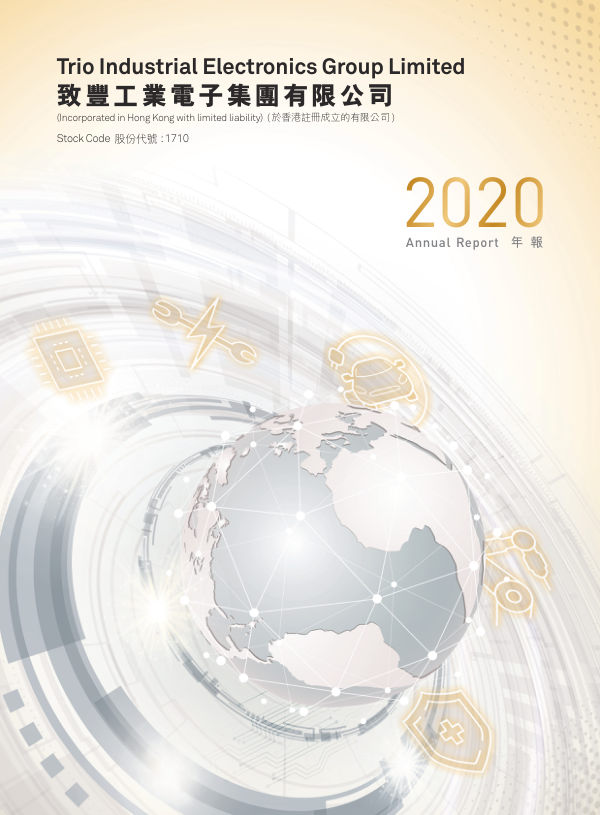 Trio Industrial Electronics Group Limited
致豐工業電子集團有限公司
(Incorporated in Hong Kong with limited liability) (於香港註冊成立的有限公司)
Stock Code 股份代號 : 1710
2020
Annual Report 年報